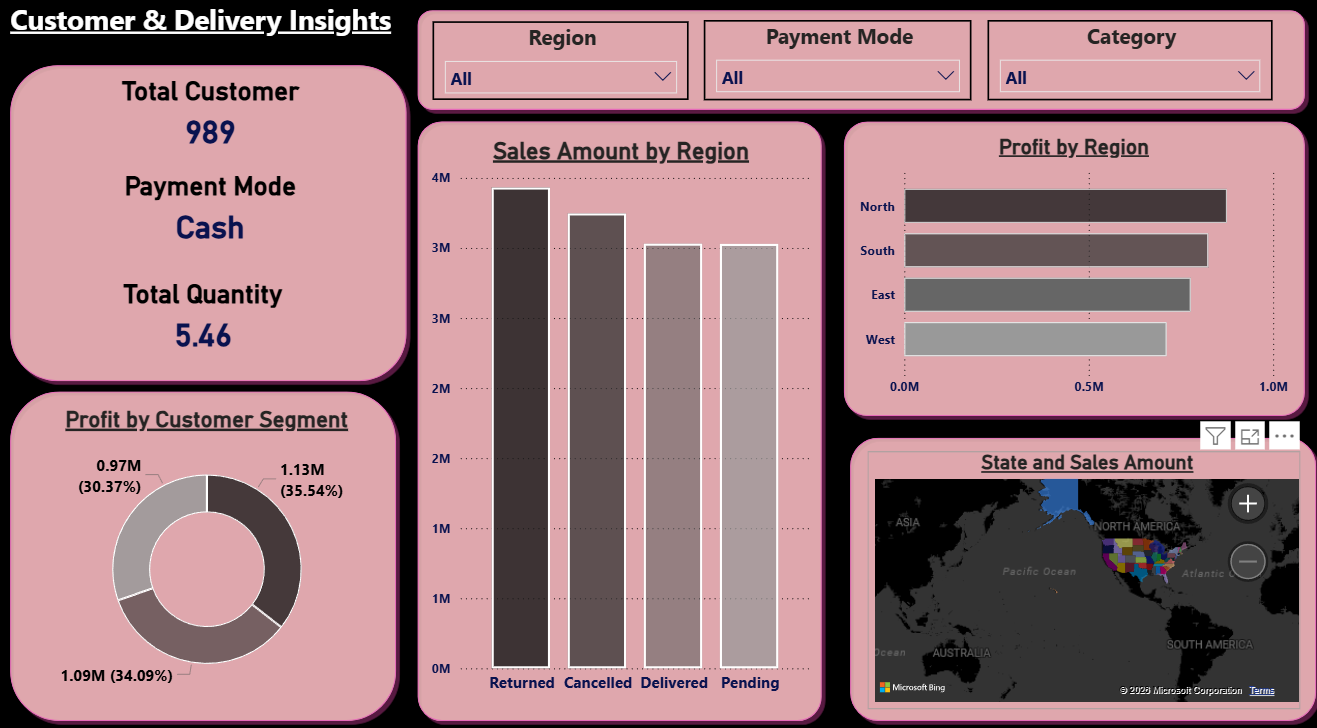 Customer & Delivery Insights
Region
All
Payment Mode
All
Category
All
Total Customer
989
Payment Mode
Cash
Total Quantity
5.46
Profit by Customer Segment
0.97M
(30.37%)
1.13M
(35.54%)
1.09M (34.09%)
Sales Amount by Region
4M
3M
3M
2M
2M
1M
1M
0M
Returned Cancelled Delivered Pending
Profit by Region
North
South
East
West
0.0M 0.5M 1.0M
State and Sales Amount
ASIA
NORTH AMERICA
Pacific Ocean
Atlantic
SOUTH AMERICA
AUSTRALIA
Microsoft Bing
Microsoft Corporation Terms